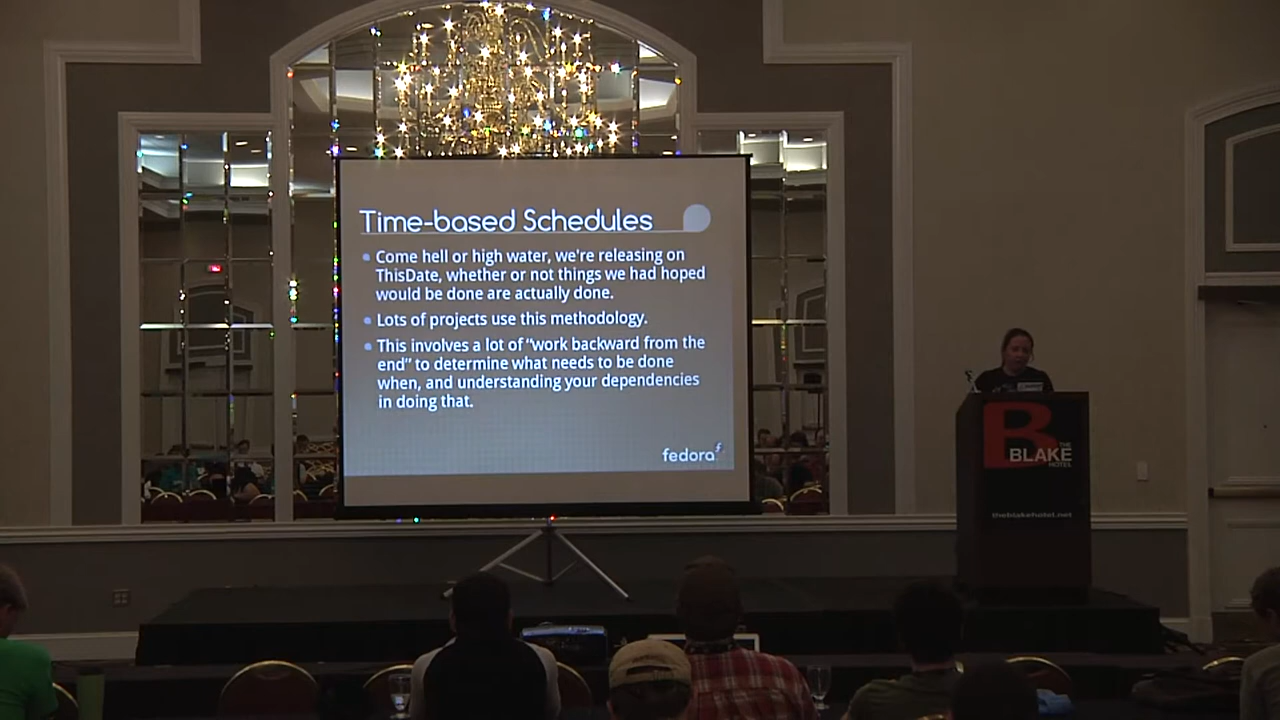 Time-based Schedules
Come hell or high water, we're releasing on
ThisDate, whether or not things we had hoped
would be done are actually done.
Lots of projects use this methodology.
This involves a lot of "work backward from the
end" to determine what needs to be done
when, and understanding your dependencies
in doing that.
fedora
B
THE
BLAKE
HOTEL
theblakehotel.net